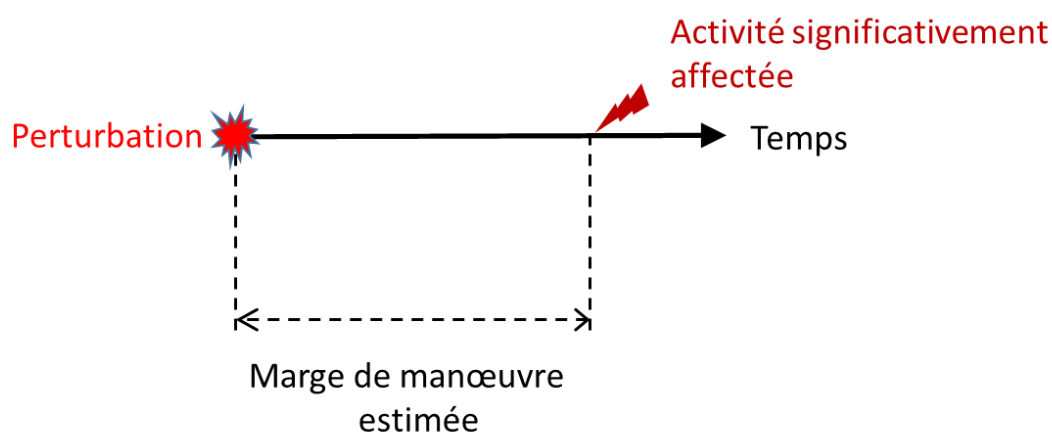 Activité significativement
affectée
Perturbation
Temps
Marge de manœuvre
estimée